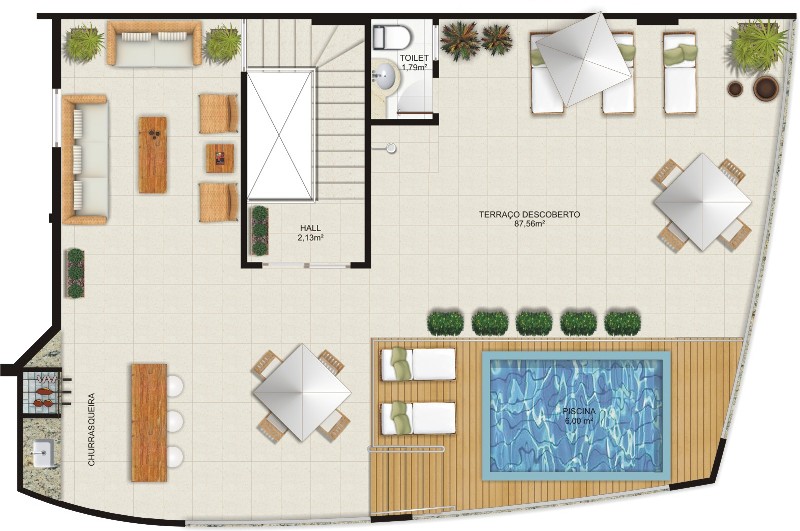 TOILET
1,79m²
TERRAÇO DESCOBERTO
87,56m²
HALL
2,13m²
CHURRASQUEIRA
PISCINA
6,00 m²